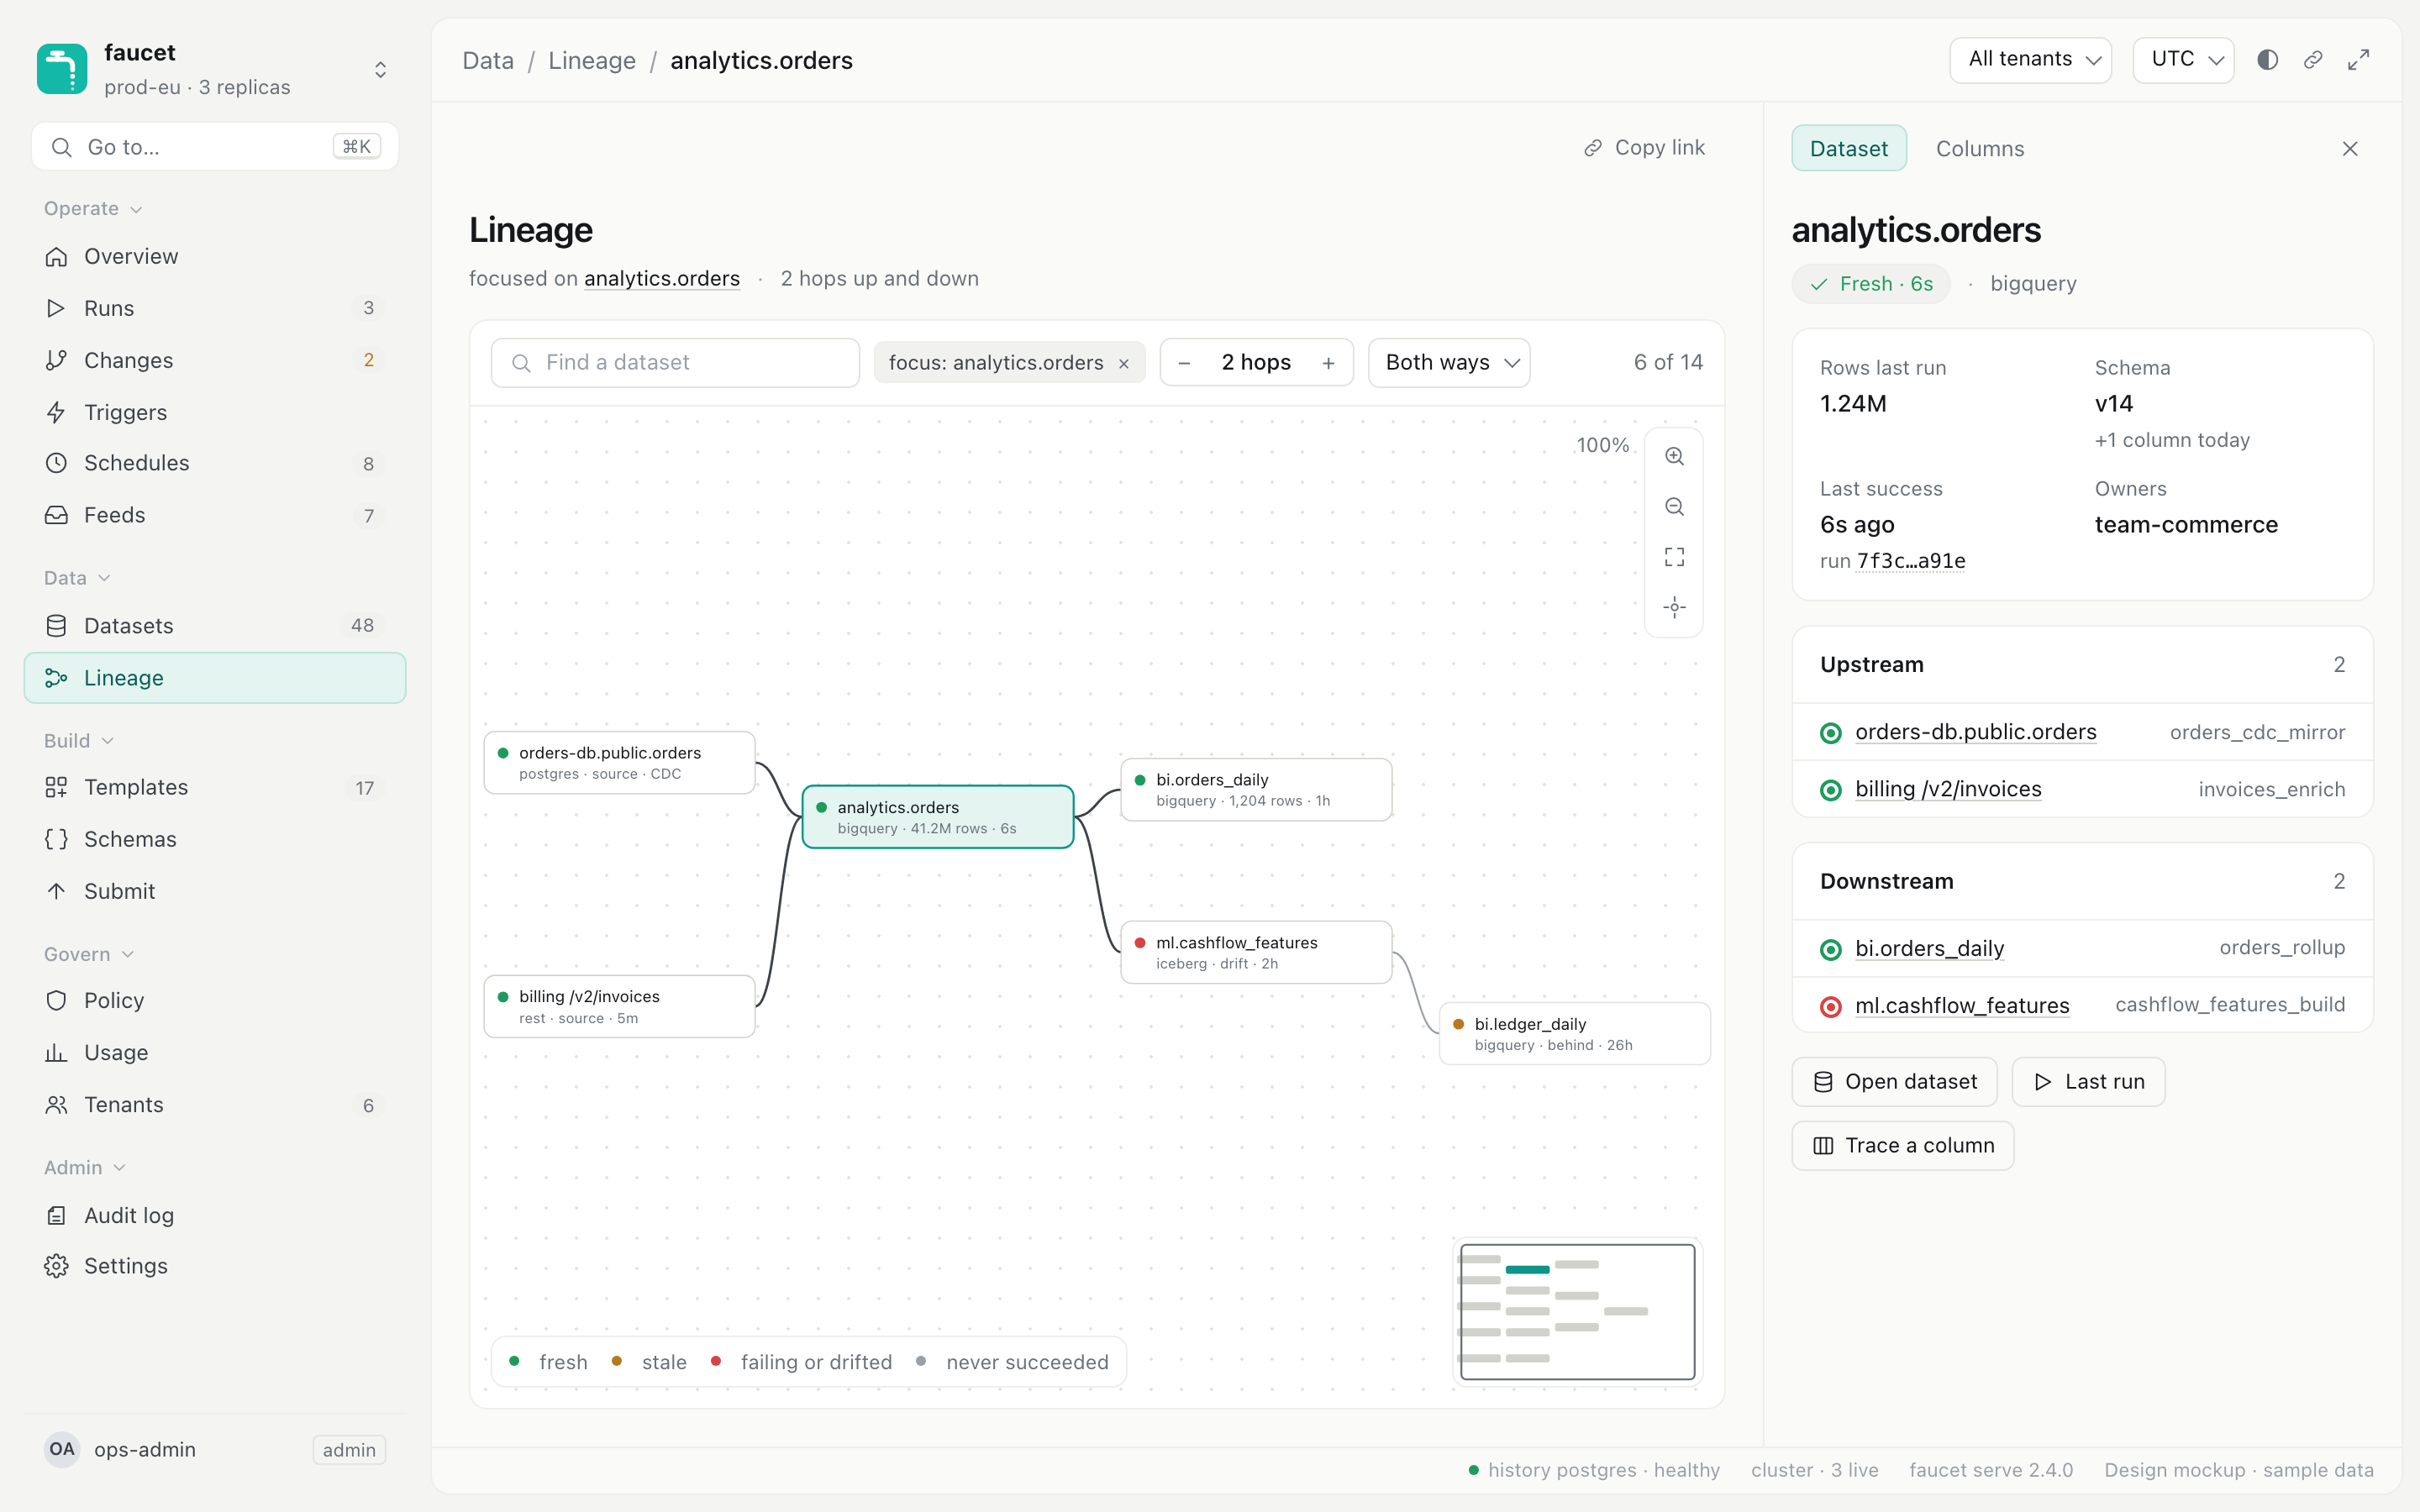 faucet
prod-eu · 3 replicas
Go to...
⌘K
Operate
Overview
Runs 3
Changes 2
Triggers
Schedules 8
Feeds 7
Data
Datasets 48
Lineage
Build
Templates 17
Schemas
Submit
Govern
Policy
Usage
Tenants 6
Admin
Audit log
Settings
OA ops-admin admin
Data / Lineage / analytics.orders
All tenants
UTC
Copy link
Lineage
focused on analytics.orders · 2 hops up and down
Find a dataset
focus: analytics.orders ×
− 2 hops +
Both ways
6 of 14
100%
orders-db.public.orders
postgres · source · CDC
analytics.orders
bigquery · 41.2M rows · 6s
bi.orders_daily
bigquery · 1,204 rows · 1h
ml.cashflow_features
iceberg · drift · 2h
billing /v2/invoices
rest · source · 5m
bi.ledger_daily
bigquery · behind · 26h
fresh stale failing or drifted never succeeded
Dataset Columns
analytics.orders
Fresh · 6s · bigquery
Rows last run
1.24M
Schema
v14
+1 column today
Last success
6s ago
run 7f3c…a91e
Owners
team-commerce
Upstream 2
orders-db.public.orders orders_cdc_mirror
billing /v2/invoices invoices_enrich
Downstream 2
bi.orders_daily orders_rollup
ml.cashflow_features cashflow_features_build
Open dataset
Last run
Trace a column
history postgres · healthy cluster · 3 live faucet serve 2.4.0 Design mockup · sample data